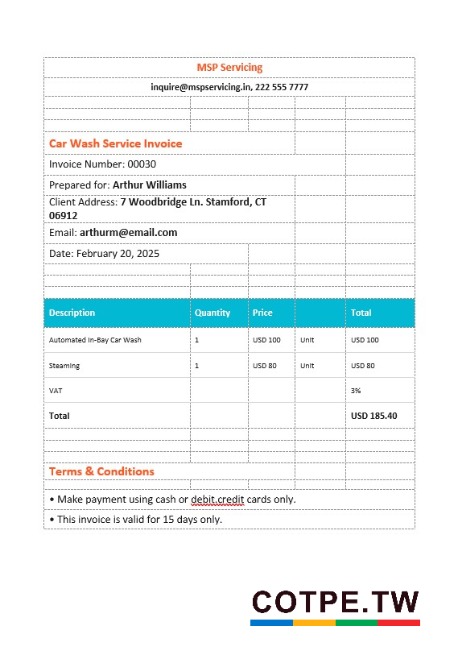 MSP Servicing
inquire@mspservicing.in, 222 555 7777
Car Wash Service Invoice
Invoice Number: 00030
Prepared for: Arthur Williams
Client Address: 7 Woodbridge Ln. Stamford, CT
06912
Email: arthurm@email.com
Date: February 20, 2025
Description Quantity Price Total
Automated In-Bay Car Wash 1 USD 100 Unit USD 100
Steaming 1 USD 80 Unit USD 80
VAT 3%
Total USD 185.40
Terms & Conditions
• Make payment using cash or debit.credit cards only.
• This invoice is valid for 15 days only.
COTPE.TW